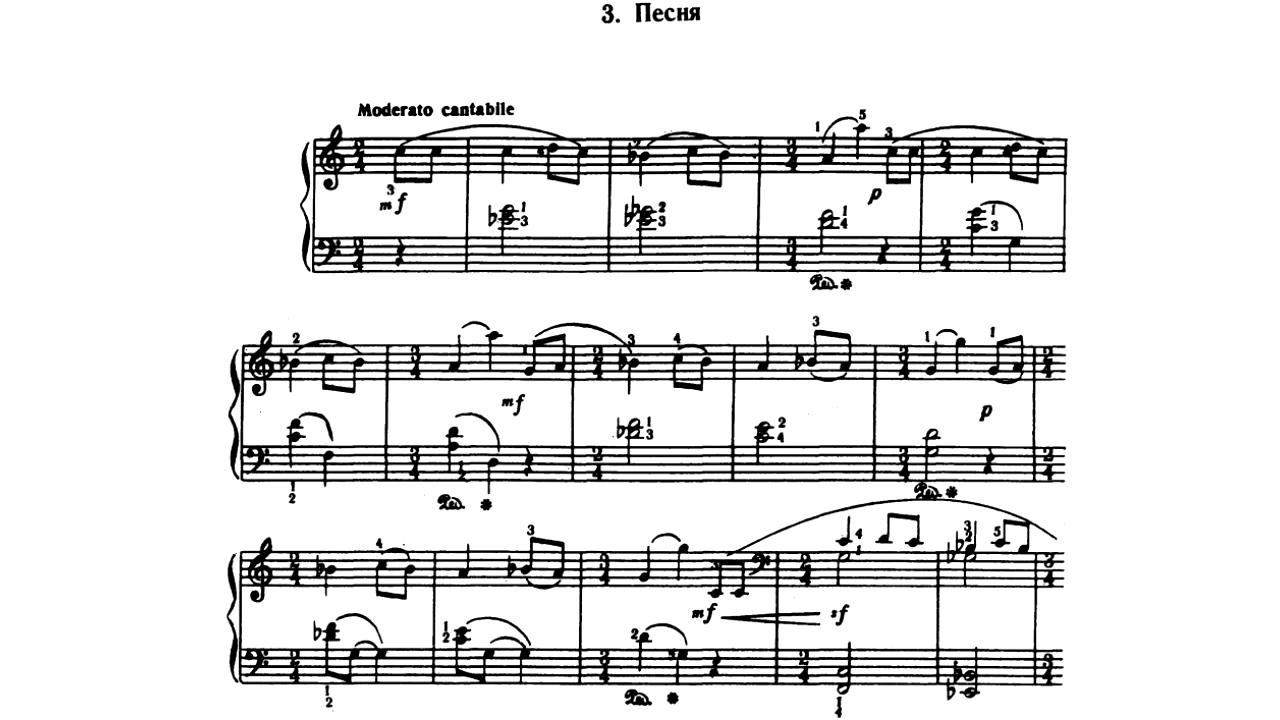 3. Песня
Moderato cantabile
mf
p
mf
p
mf
sf